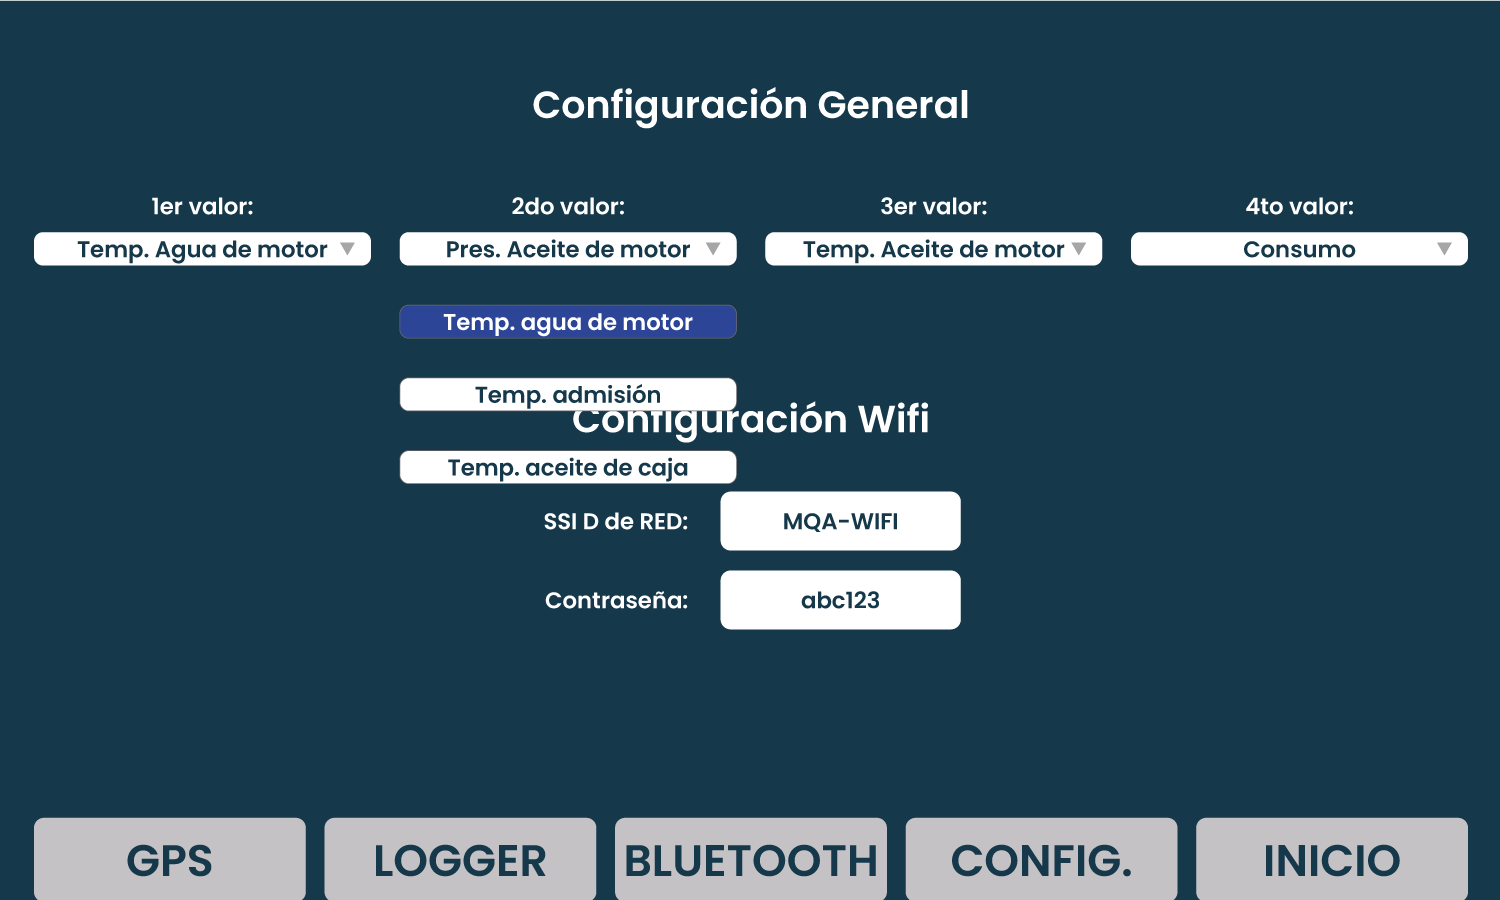 Configuración General
1er valor:
2do valor:
3er valor:
4to valor:
Temp. Agua de motor
Pres. Aceite de motor
Temp. Aceite de motor
Consumo
Temp. agua de motor
Temp. admisión
Configuración Wifi
Temp. aceite de caja
SSI D de RED:
MQA-WIFI
Contraseña:
abc123
GPS
LOGGER
BLUETOOTH
CONFIG.
INICIO